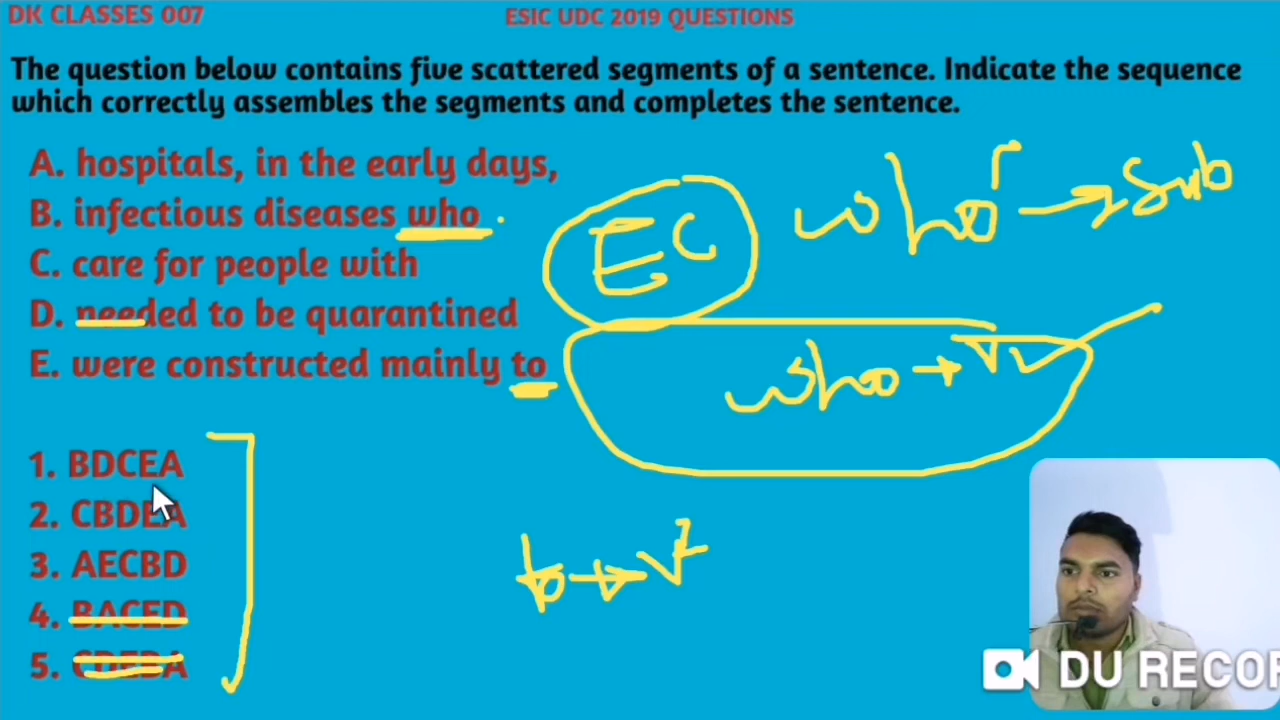 DK CLASSES 007
ESIC UDC 2019 QUESTIONS
The question below contains five scattered segments of a sentence. Indicate the sequence
which correctly assembles the segments and completes the sentence.
A. hospitals, in the early days,
B. infectious diseases who
C. care for people with
D. needed to be quarantined
E. were constructed mainly to
EC
who → sub
who → V
1. BDCEA
2. CBDEA
3. AECBD
4. BACED
5. CDEBA
to → V
DU RECOR